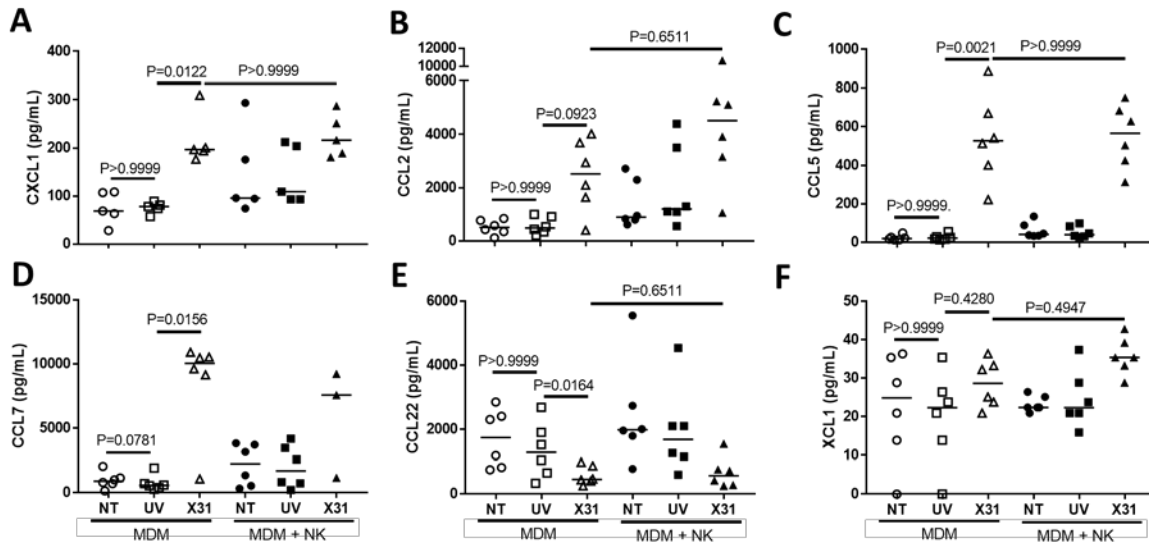 A
CXCL1 (pg/mL)
400
300
200
100
0
P>0.9999
P=0.0122
P>0.9999
B
CCL2 (pg/mL)
12000
10000
6000
4000
2000
0
P>0.9999
P=0.0923
P=0.6511
C
CCL5 (pg/mL)
1000
800
600
400
200
0
P>0.9999.
P=0.0021
P>0.9999
D
CCL7 (pg/mL)
15000
10000
5000
0
P=0.0781
P=0.0156
NT UV X31 NT UV X31
MDM MDM + NK
E
CCL22 (pg/mL)
6000
4000
2000
0
P>0.9999
P=0.0164
P=0.6511
NT UV X31 NT UV X31
MDM MDM + NK
F
XCL1 (pg/mL)
50
40
30
20
10
0
P>0.9999
P=0.4280
P=0.4947
NT UV X31 NT UV X31
MDM MDM + NK